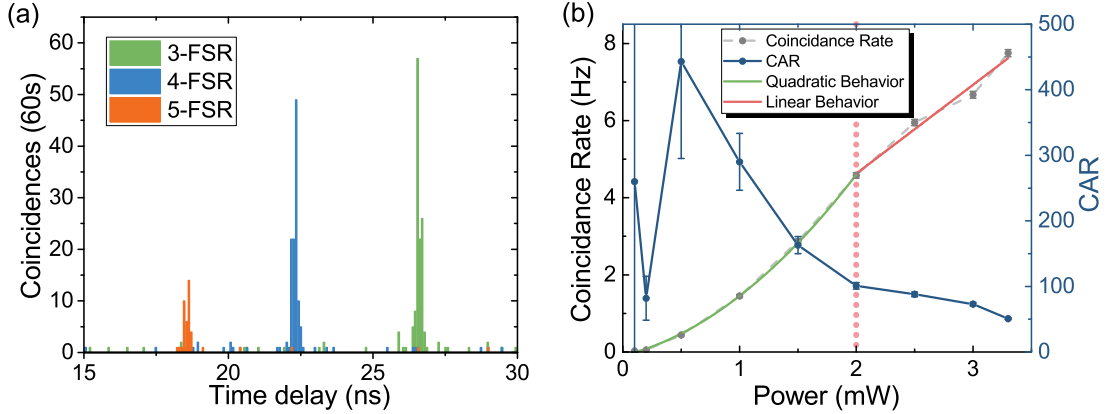 (a)
Coincidences (60s)
60
50
40
30
20
10
0
3-FSR
4-FSR
5-FSR
15
20
25
30
Time delay (ns)
(b)
Coincidence Rate (Hz)
8
6
4
2
0
Coincidance Rate
CAR
Quadratic Behavior
Linear Behavior
500
400
300
200
100
0
CAR
0
1
2
3
Power (mW)